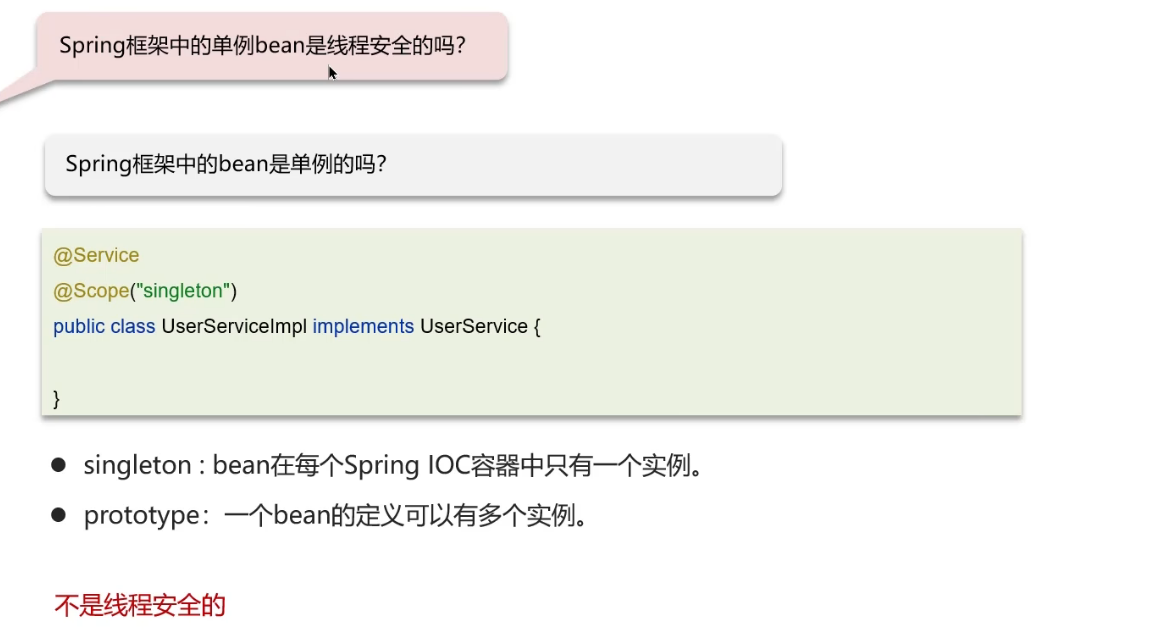 Spring框架中的单例bean是线程安全的吗?
Spring框架中的bean是单例的吗?
@Service
@Scope("singleton")
public class UserServiceImpl implements UserService {
}
● singleton : bean在每个Spring IOC容器中只有一个实例。
● prototype：一个bean的定义可以有多个实例。
不是线程安全的